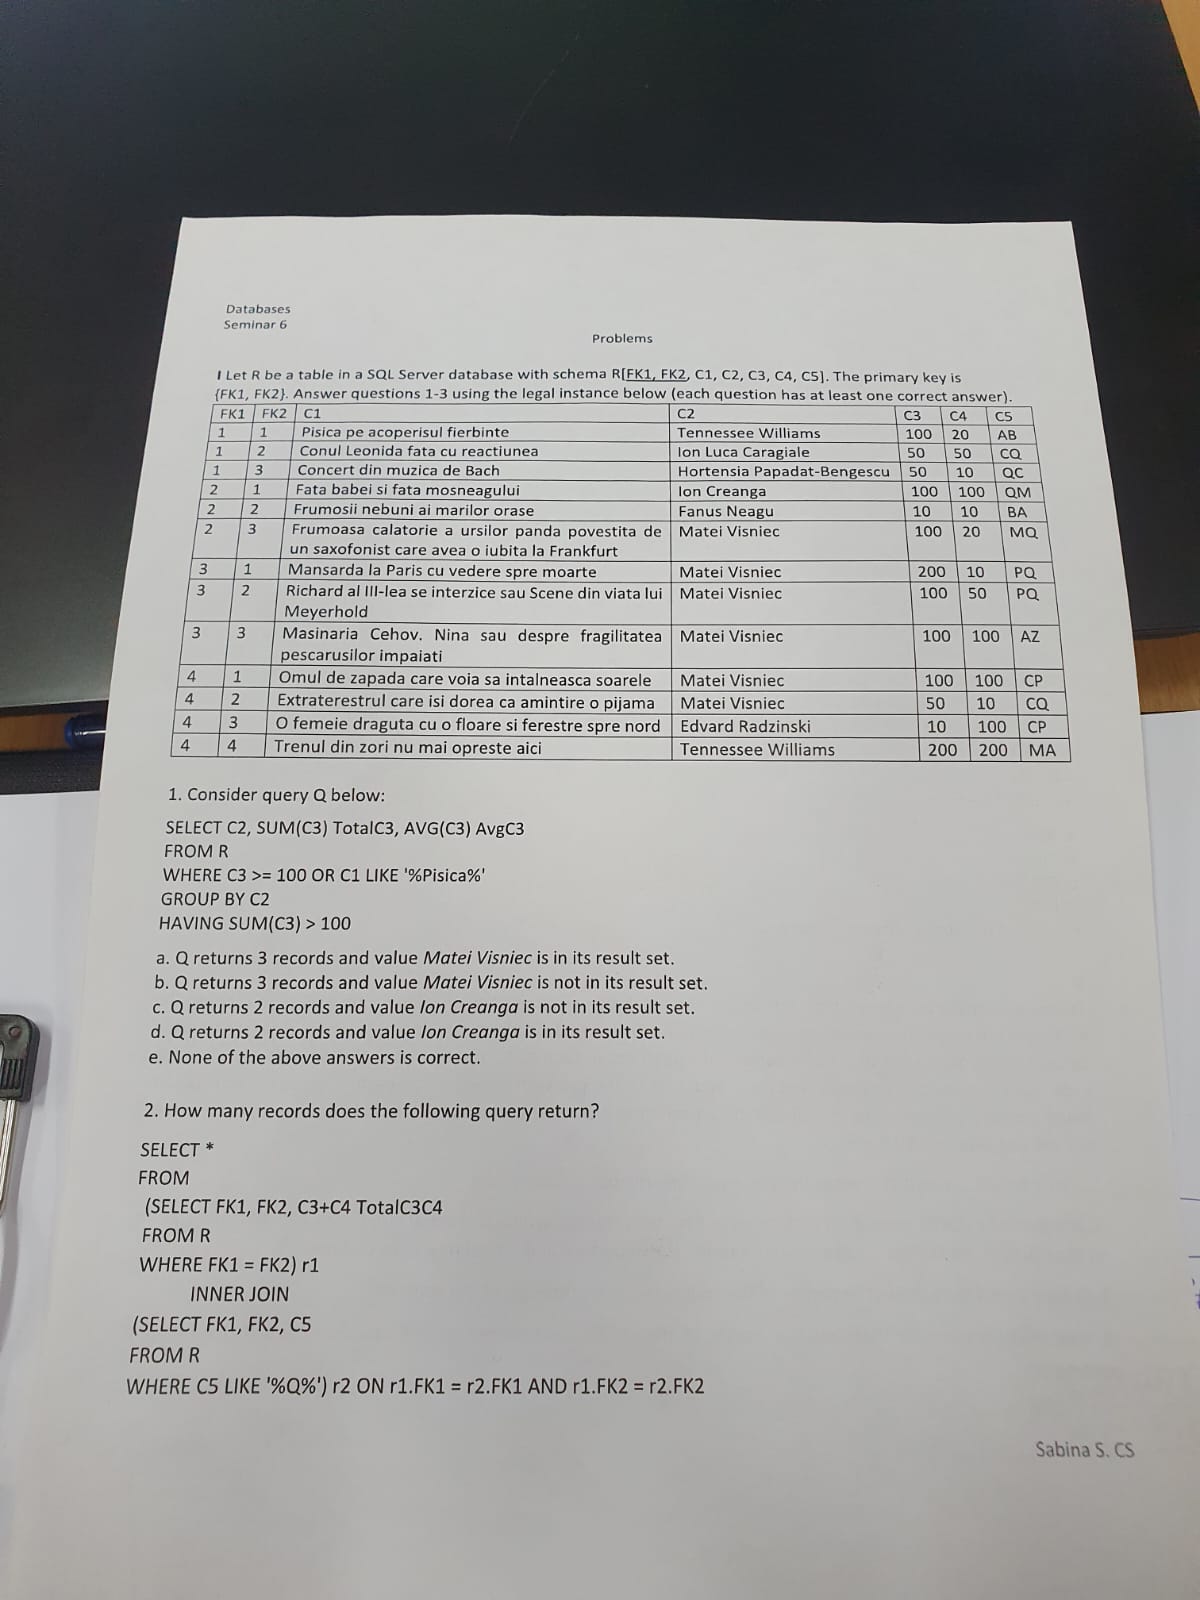 Databases
Seminar 6
Problems
I Let R be a table in a SQL Server database with schema R[FK1, FK2, C1, C2, C3, C4, C5]. The primary key is
{FK1, FK2}. Answer questions 1-3 using the legal instance below (each question has at least one correct answer).
FK1 FK2 C1 C2 C3 C4 C5
1 1 Pisica pe acoperisul fierbinte Tennessee Williams 100 20 AB
1 2 Conul Leonida fata cu reactiunea Ion Luca Caragiale 50 50 CQ
1 3 Concert din muzica de Bach Hortensia Papadat-Bengescu 50 10 QC
2 1 Fata babei si fata mosneagului Ion Creanga 100 100 QM
2 2 Frumosii nebuni ai marilor orase Fanus Neagu 10 10 BA
2 3 Frumoasa calatorie a ursilor panda povestita de Matei Visniec 100 20 MQ
un saxofonist care avea o iubita la Frankfurt
3 1 Mansarda la Paris cu vedere spre moarte Matei Visniec 200 10 PQ
3 2 Richard al III-lea se interzice sau Scene din viata lui Matei Visniec 100 50 PQ
Meyerhold
3 3 Masinaria Cehov. Nina sau despre fragilitatea Matei Visniec 100 100 AZ
pescarusilor impaiati
4 1 Omul de zapada care voia sa intalneasca soarele Matei Visniec 100 100 CP
4 2 Extraterestrul care isi dorea ca amintire o pijama Matei Visniec 50 10 CQ
4 3 O femeie draguta cu o floare si ferestre spre nord Edvard Radzinski 10 100 CP
4 4 Trenul din zori nu mai opreste aici Tennessee Williams 200 200 MA
1. Consider query Q below:
SELECT C2, SUM(C3) TotalC3, AVG(C3) AvgC3
FROM R
WHERE C3 >= 100 OR C1 LIKE '%Pisica%'
GROUP BY C2
HAVING SUM(C3) > 100
a. Q returns 3 records and value Matei Visniec is in its result set.
b. Q returns 3 records and value Matei Visniec is not in its result set.
c. Q returns 2 records and value Ion Creanga is not in its result set.
d. Q returns 2 records and value Ion Creanga is in its result set.
e. None of the above answers is correct.
2. How many records does the following query return?
SELECT *
FROM
(SELECT FK1, FK2, C3+C4 TotalC3C4
FROM R
WHERE FK1 = FK2) r1
INNER JOIN
(SELECT FK1, FK2, C5
FROM R
WHERE C5 LIKE '%Q%') r2 ON r1.FK1 = r2.FK1 AND r1.FK2 = r2.FK2
Sabina S. CS